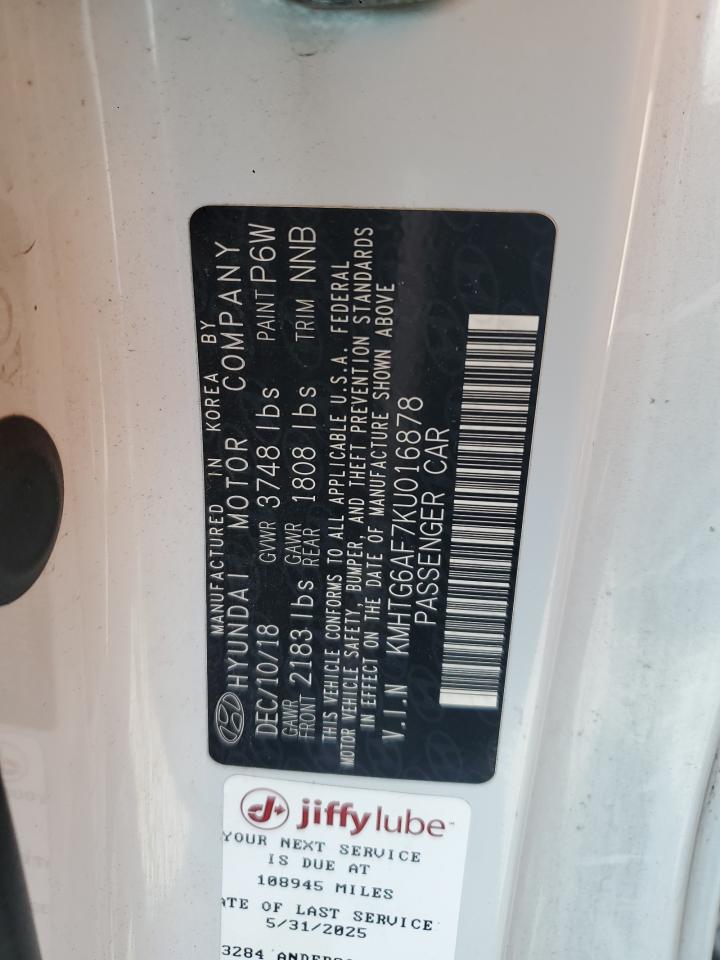 MANUFACTURED IN KOREA BY
HYUNDAI MOTOR COMPANY
DEC/10/18 GVWR 3748 lbs PAINT P6W
GAWR FRONT 2183 lbs GAWR REAR 1808 lbs TRIM NNB
THIS VEHICLE CONFORMS TO ALL APPLICABLE U.S.A. FEDERAL
MOTOR VEHICLE SAFETY, BUMPER, AND THEFT PREVENTION STANDARDS
IN EFFECT ON THE DATE OF MANUFACTURE SHOWN ABOVE
V.I.N KMHTG6AF7KU016878
PASSENGER CAR
jiffylube
YOUR NEXT SERVICE
IS DUE AT
108945 MILES
ATE OF LAST SERVICE
5/31/2025
3284